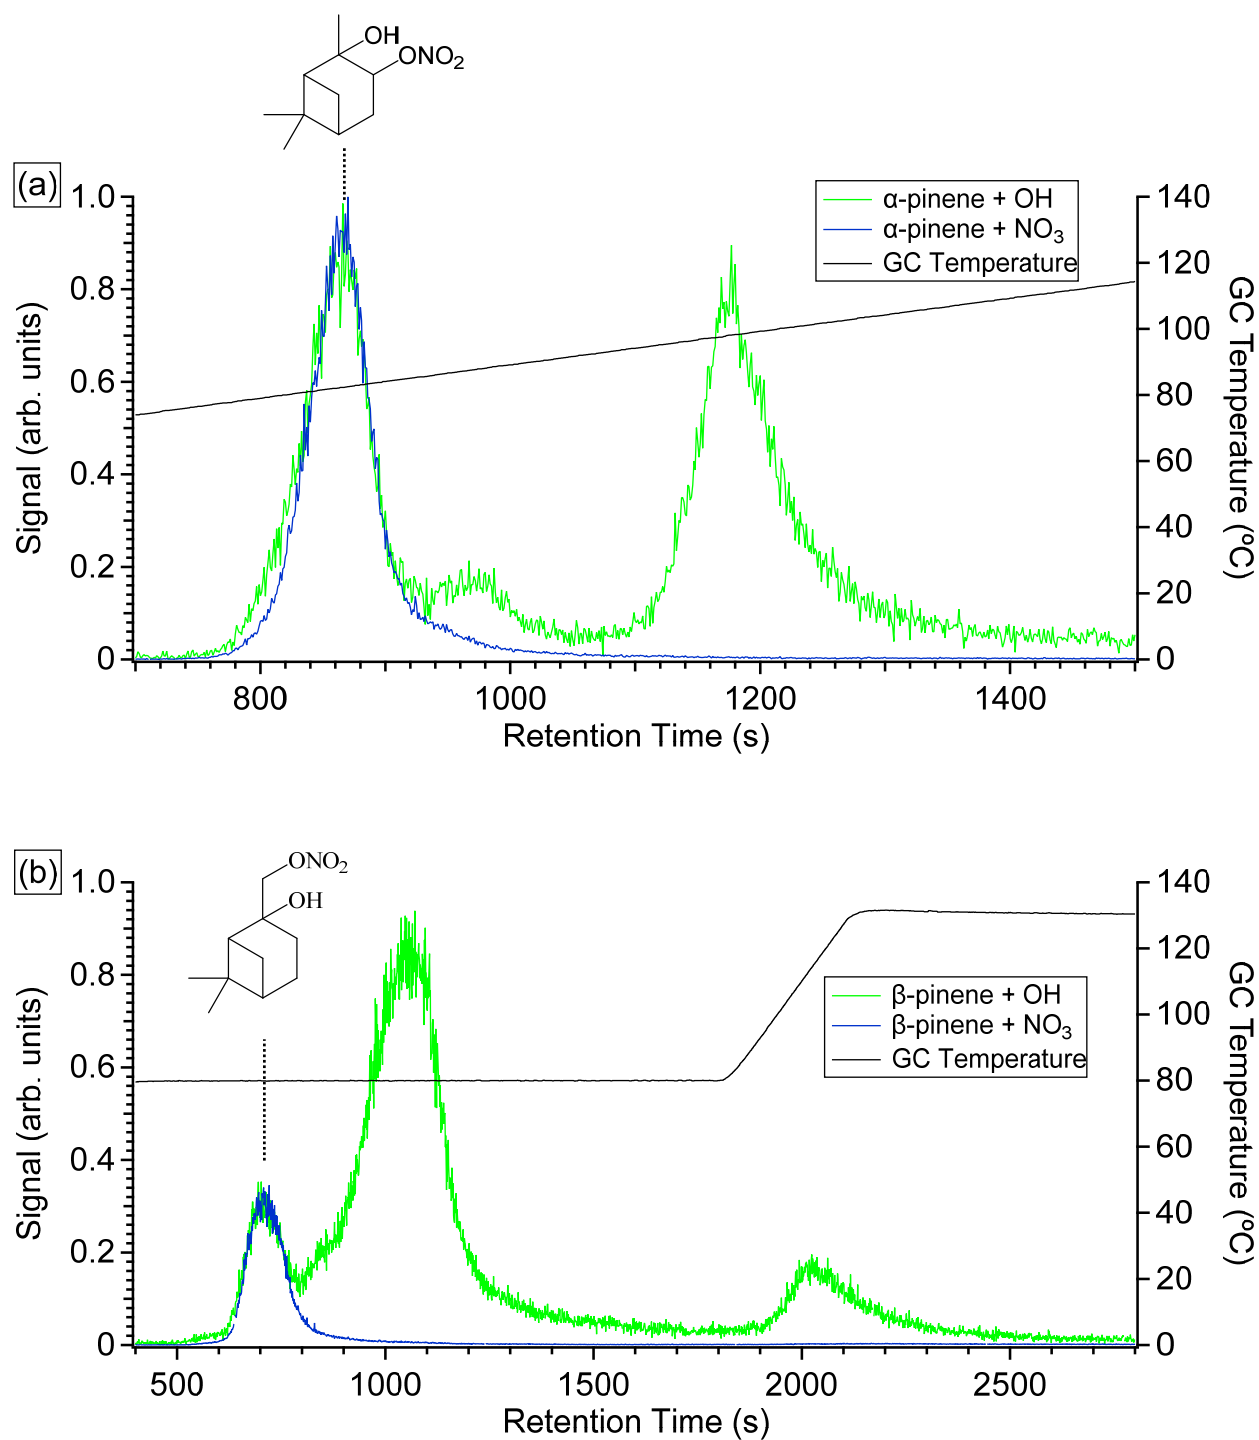 OH
ONO2
(a)
1.0
0.8
0.6
0.4
0.2
0
Signal (arb. units)
α-pinene + OH
α-pinene + NO3
GC Temperature
140
120
100
80
60
40
20
0
GC Temperature (ºC)
800 1000 1200 1400
Retention Time (s)
(b)
ONO2
OH
1.0
0.8
0.6
0.4
0.2
0
Signal (arb. units)
β-pinene + OH
β-pinene + NO3
GC Temperature
140
120
100
80
60
40
20
0
GC Temperature (ºC)
500 1000 1500 2000 2500
Retention Time (s)